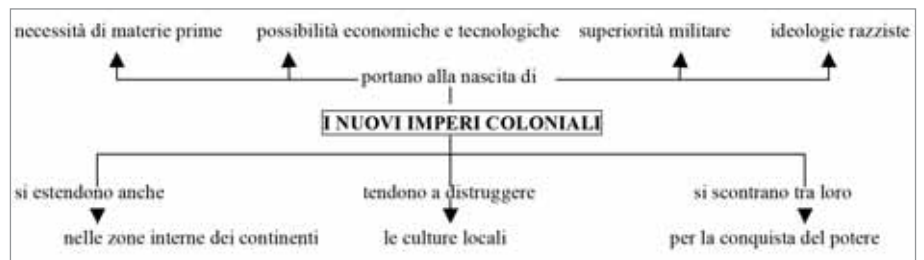 necessità di materie prime possibilità economiche e tecnologiche superiorità militare ideologie razziste
portano alla nascita di
I NUOVI IMPERI COLONIALI
si estendono anche tendono a distruggere si scontrano tra loro
nelle zone interne dei continenti le culture locali per la conquista del potere